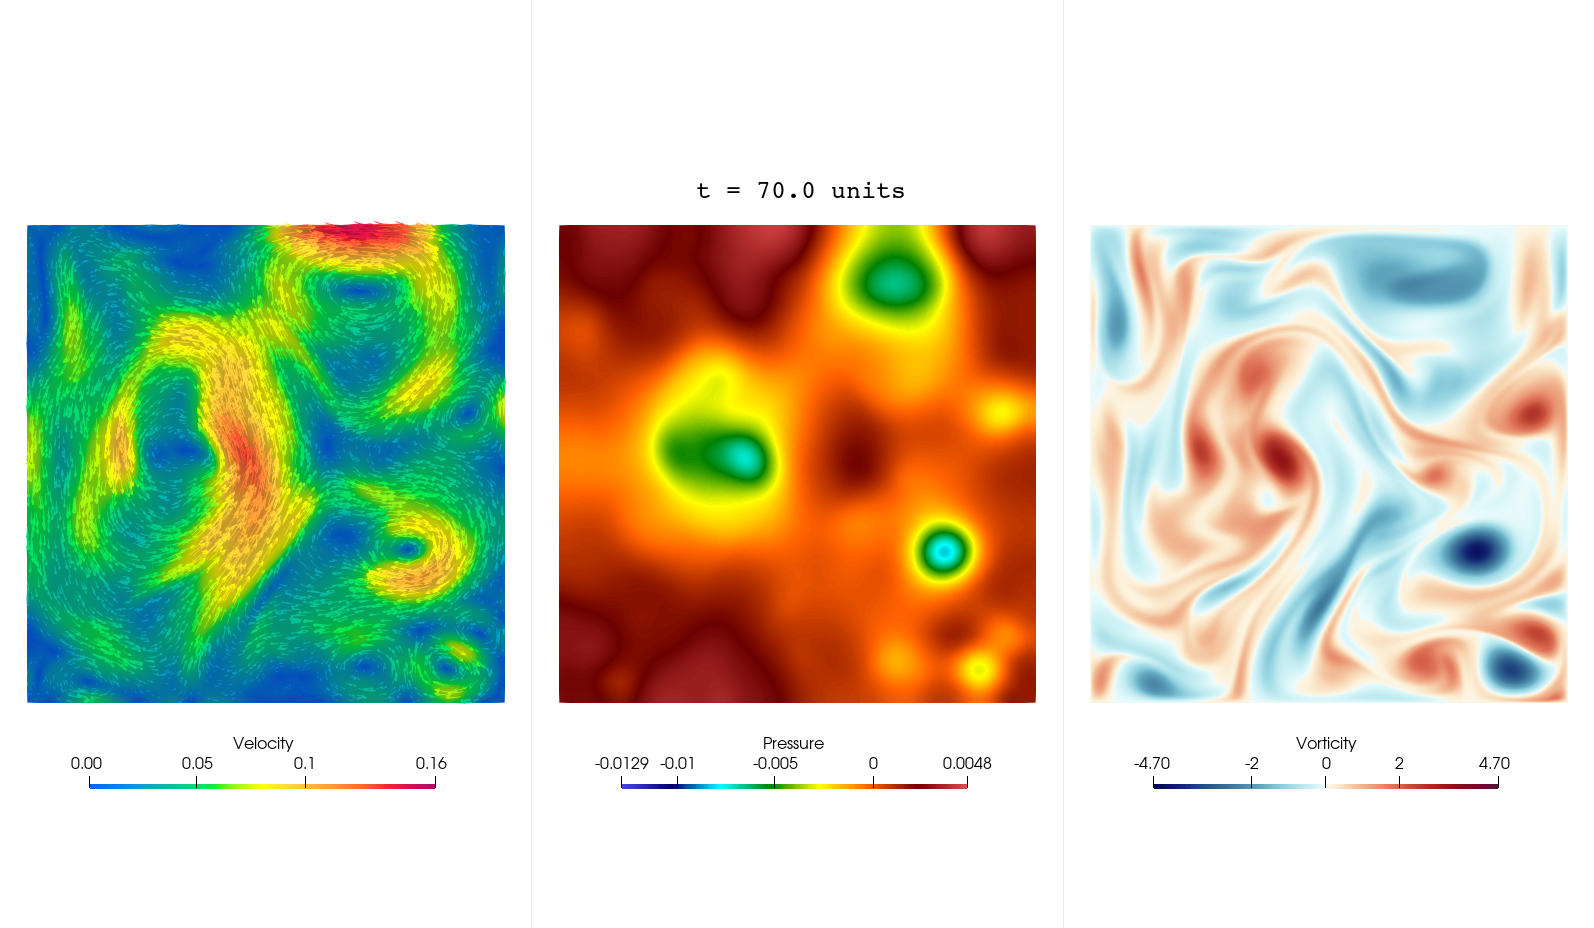 t = 70.0 units
Velocity
0.00 0.05 0.1 0.16
Pressure
-0.0129 -0.01 -0.005 0 0.0048
Vorticity
-4.70 -2 0 2 4.70